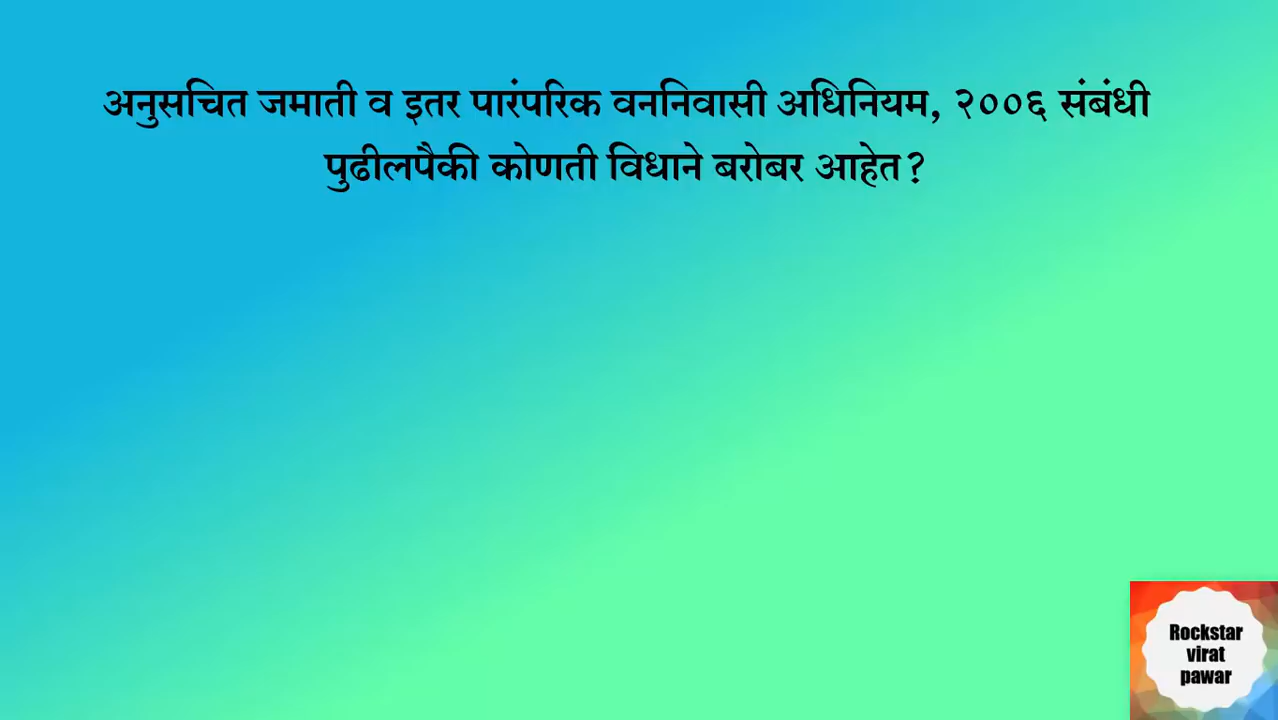 अनुसचित जमाती व इतर पारंपरिक वननिवासी अधिनियम, २००६ संबंधी
पुढीलपैकी कोणती विधाने बरोबर आहेत?
Rockstar
virat
pawar